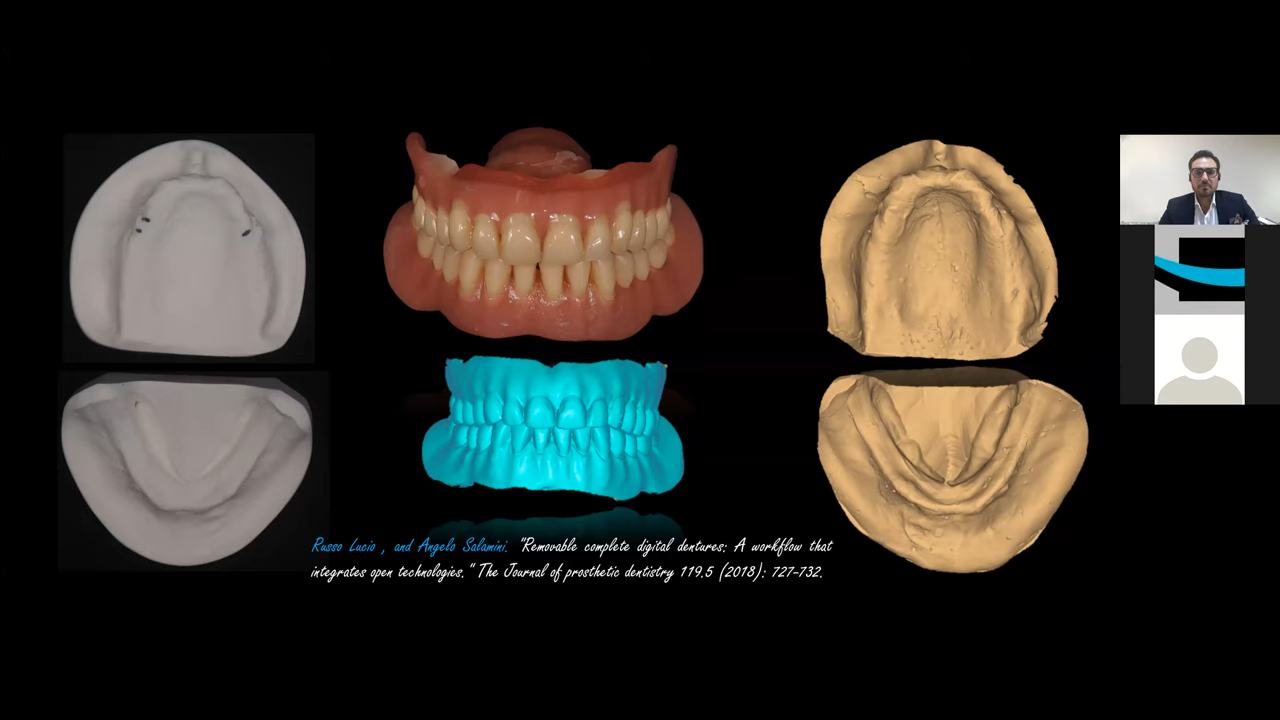 Russo Lucio , and Angelo Salamini. "Removable complete digital dentures: A workflow that
integrates open technologies." The Journal of prosthetic dentistry 119.5 (2018): 727-732.